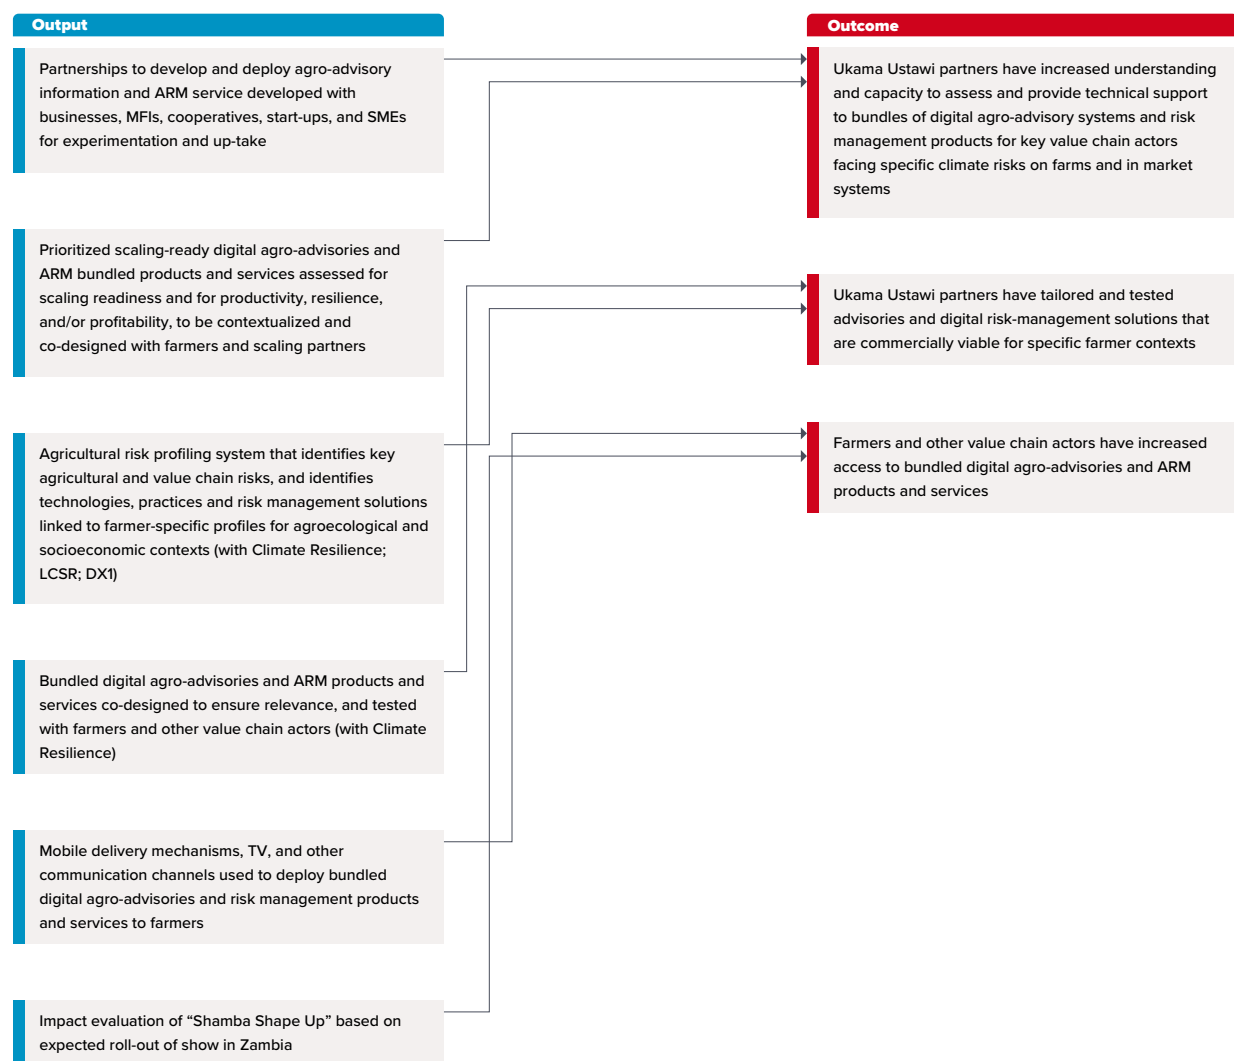 Output
Partnerships to develop and deploy agro-advisory
information and ARM service developed with
businesses, MFIs, cooperatives, start-ups, and SMEs
for experimentation and up-take
Prioritized scaling-ready digital agro-advisories and
ARM bundled products and services assessed for
scaling readiness and for productivity, resilience,
and/or profitability, to be contextualized and
co-designed with farmers and scaling partners
Agricultural risk profiling system that identifies key
agricultural and value chain risks, and identifies
technologies, practices and risk management solutions
linked to farmer-specific profiles for agroecological and
socioeconomic contexts (with Climate Resilience;
LCSR; DX1)
Bundled digital agro-advisories and ARM products and
services co-designed to ensure relevance, and tested
with farmers and other value chain actors (with Climate
Resilience)
Mobile delivery mechanisms, TV, and other
communication channels used to deploy bundled
digital agro-advisories and risk management products
and services to farmers
Impact evaluation of “Shamba Shape Up” based on
expected roll-out of show in Zambia
Outcome
Ukama Ustawi partners have increased understanding
and capacity to assess and provide technical support
to bundles of digital agro-advisory systems and risk
management products for key value chain actors
facing specific climate risks on farms and in market
systems
Ukama Ustawi partners have tailored and tested
advisories and digital risk-management solutions that
are commercially viable for specific farmer contexts
Farmers and other value chain actors have increased
access to bundled digital agro-advisories and ARM
products and services